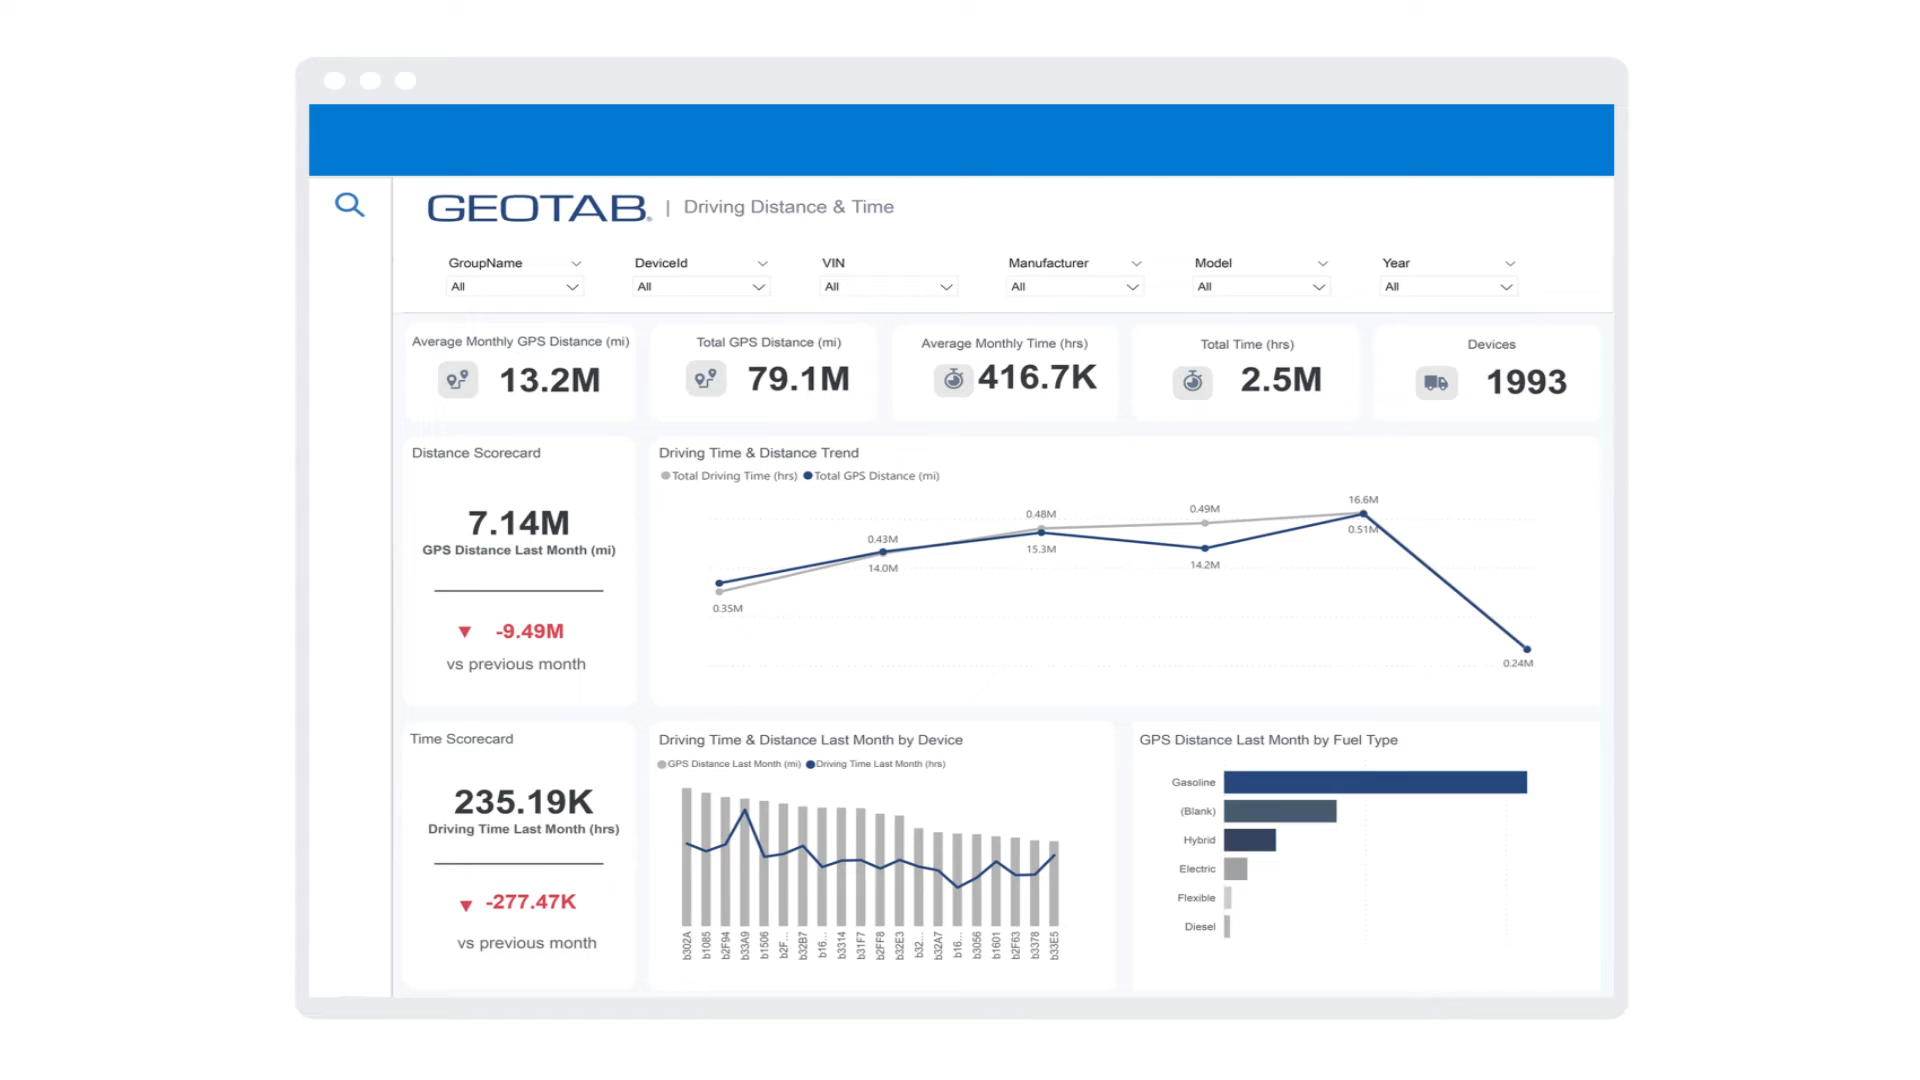 GEOTAB. | Driving Distance & Time
GroupName
DeviceId
VIN
Manufacturer
Model
Year
All
All
All
All
All
All
Average Monthly GPS Distance (mi)
13.2M
Total GPS Distance (mi)
79.1M
Average Monthly Time (hrs)
416.7K
Total Time (hrs)
2.5M
Devices
1993
Distance Scorecard
7.14M
GPS Distance Last Month (mi)
-9.49M
vs previous month
Driving Time & Distance Trend
Total Driving Time (hrs) Total GPS Distance (mi)
0.35M
0.43M
14.0M
0.48M
15.3M
0.49M
14.2M
16.6M
0.51M
0.24M
Time Scorecard
235.19K
Driving Time Last Month (hrs)
-277.47K
vs previous month
Driving Time & Distance Last Month by Device
GPS Distance Last Month (mi) Driving Time Last Month (hrs)
b302A
b1085
b2F94
b33A9
b1506
b2F...
b32B7
b16...
b3314
b31F7
b2FF8
b32E3
b32...
b32A7
b16...
b3056
b1601
b2F63
b3378
b33E5
GPS Distance Last Month by Fuel Type
Gasoline
(Blank)
Hybrid
Electric
Flexible
Diesel